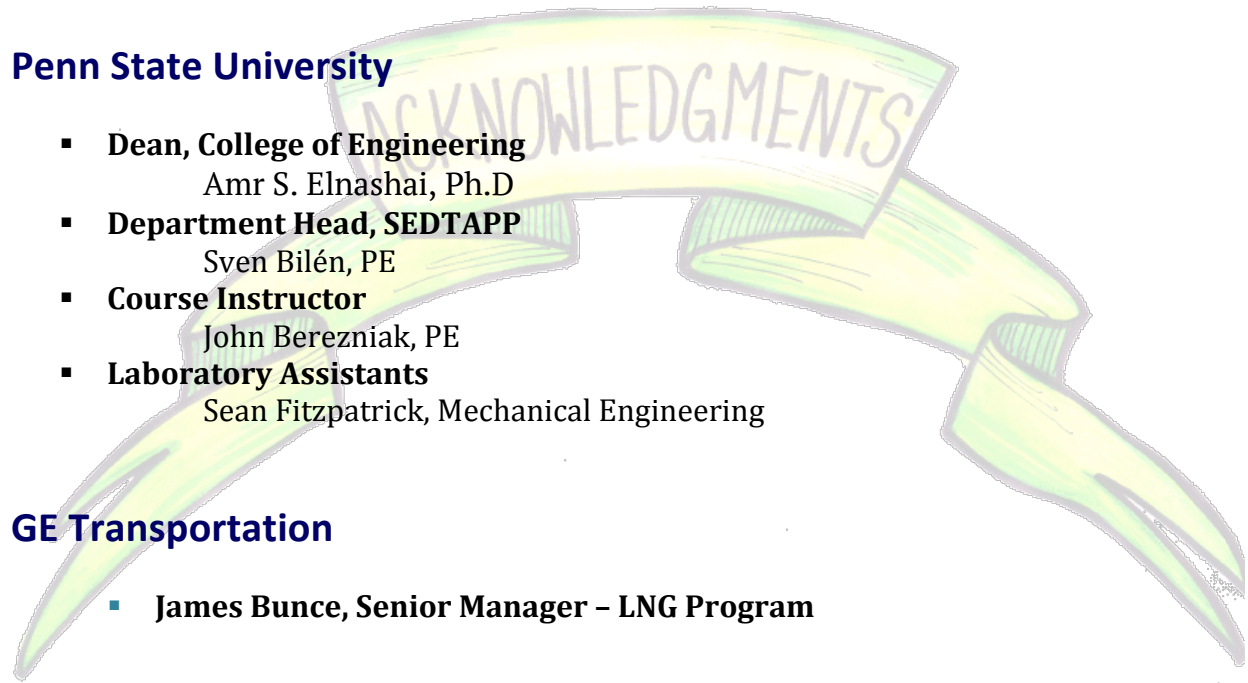 ACKNOWLEDGMENTS
Penn State University
▪ Dean, College of Engineering
Amr S. Elnashai, Ph.D
▪ Department Head, SEDTAPP
Sven Bilén, PE
▪ Course Instructor
John Berezniak, PE
▪ Laboratory Assistants
Sean Fitzpatrick, Mechanical Engineering
GE Transportation
▪ James Bunce, Senior Manager – LNG Program